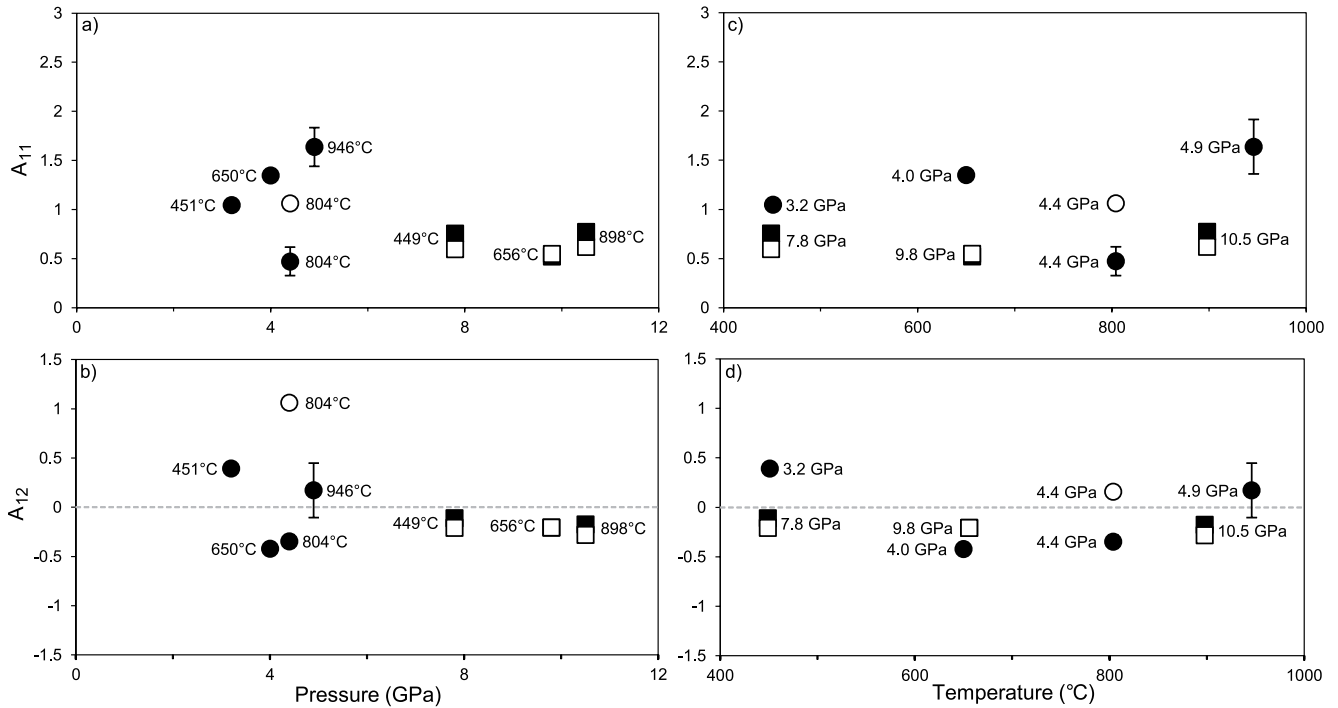 a)
3
2.5
2
1.5
1
0.5
0
A11
946°C
650°C
451°C
804°C
804°C
449°C
656°C
898°C
0
4
8
12
c)
3
2.5
2
1.5
1
0.5
0
4.9 GPa
4.0 GPa
3.2 GPa
4.4 GPa
7.8 GPa
9.8 GPa
4.4 GPa
10.5 GPa
400
600
800
1000
b)
1.5
1
0.5
0
-0.5
-1
-1.5
A12
804°C
451°C
946°C
449°C
656°C
898°C
650°C
804°C
0
4
8
12
Pressure (GPa)
d)
1.5
1
0.5
0
-0.5
-1
-1.5
3.2 GPa
4.4 GPa
4.9 GPa
7.8 GPa
9.8 GPa
10.5 GPa
4.0 GPa
4.4 GPa
400
600
800
1000
Temperature (°C)